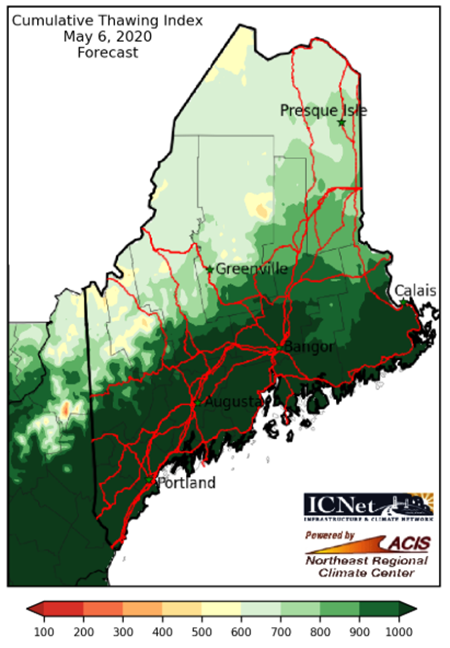 Cumulative Thawing Index
May 6, 2020
Forecast
Presque Isle
Greenville
Calais
Bangor
Augusta
Portland
ICNet
INFRASTRUCTURE & CLIMATE NETWORK
Powered by
ACIS
Northeast Regional
Climate Center
100 200 300 400 500 600 700 800 900 1000